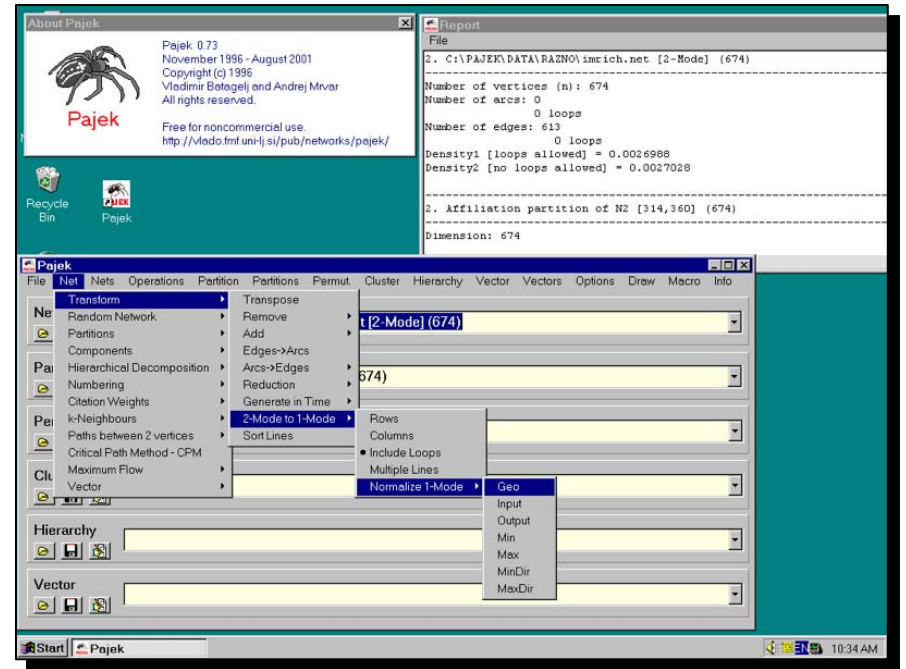 About Pajek
Pajek 0.73
November 1996 - August 2001
Copyright (c) 1996
Vladimir Batagelj and Andrej Mrvar
All rights reserved.
Free for noncommercial use.
http://vlado.fmf.uni-lj.si/pub/networks/pajek/
Pajek
Report
File
2. C:\PAJEK\DATA\RAZNO\imrich.net [2-Mode] (674)
Number of vertices (n): 674
Number of arcs: 0
0 loops
Number of edges: 613
0 loops
Density1 [loops allowed] = 0.0026988
Density2 [no loops allowed] = 0.0027028
2. Affiliation partition of N2 [314,360] (674)
Dimension: 674
Recycle
Bin
Pajek
Pajek
File Net Nets Operations Partition Partitions Permut. Cluster Hierarchy Vector Vectors Options Draw Macro Info
Transform
Random Network
Partitions
Components
Hierarchical Decomposition
Numbering
Citation Weights
k-Neighbours
Paths between 2 vertices
Critical Path Method - CPM
Maximum Flow
Vector
Transpose
Remove
Add
Edges->Arcs
Arcs->Edges
Reduction
Generate in Time
2-Mode to 1-Mode
Sort Lines
Rows
Columns
Include Loops
Multiple Lines
Normalize 1-Mode
Geo
Input
Output
Min
Max
MinDir
MaxDir
[2-Mode] (674)
674)
Hierarchy
Vector
Start Pajek EN 10:34 AM